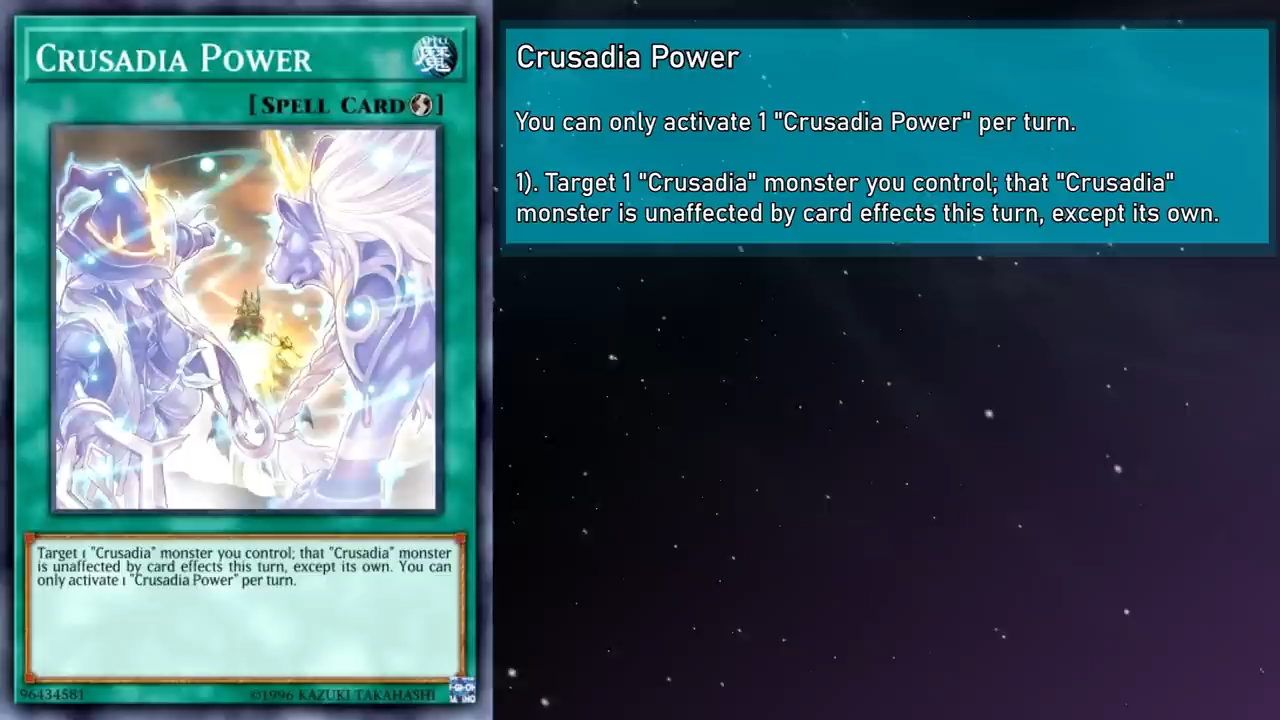 CRUSADIA POWER
魔
[SPELL CARD]
Target 1 "Crusadia" monster you control; that "Crusadia" monster
is unaffected by card effects this turn, except its own. You can
only activate 1 "Crusadia Power" per turn.
96434581
©1996 KAZUKI TAKAHASHI
Crusadia Power
You can only activate 1 "Crusadia Power" per turn.
1). Target 1 "Crusadia" monster you control; that "Crusadia"
monster is unaffected by card effects this turn, except its own.